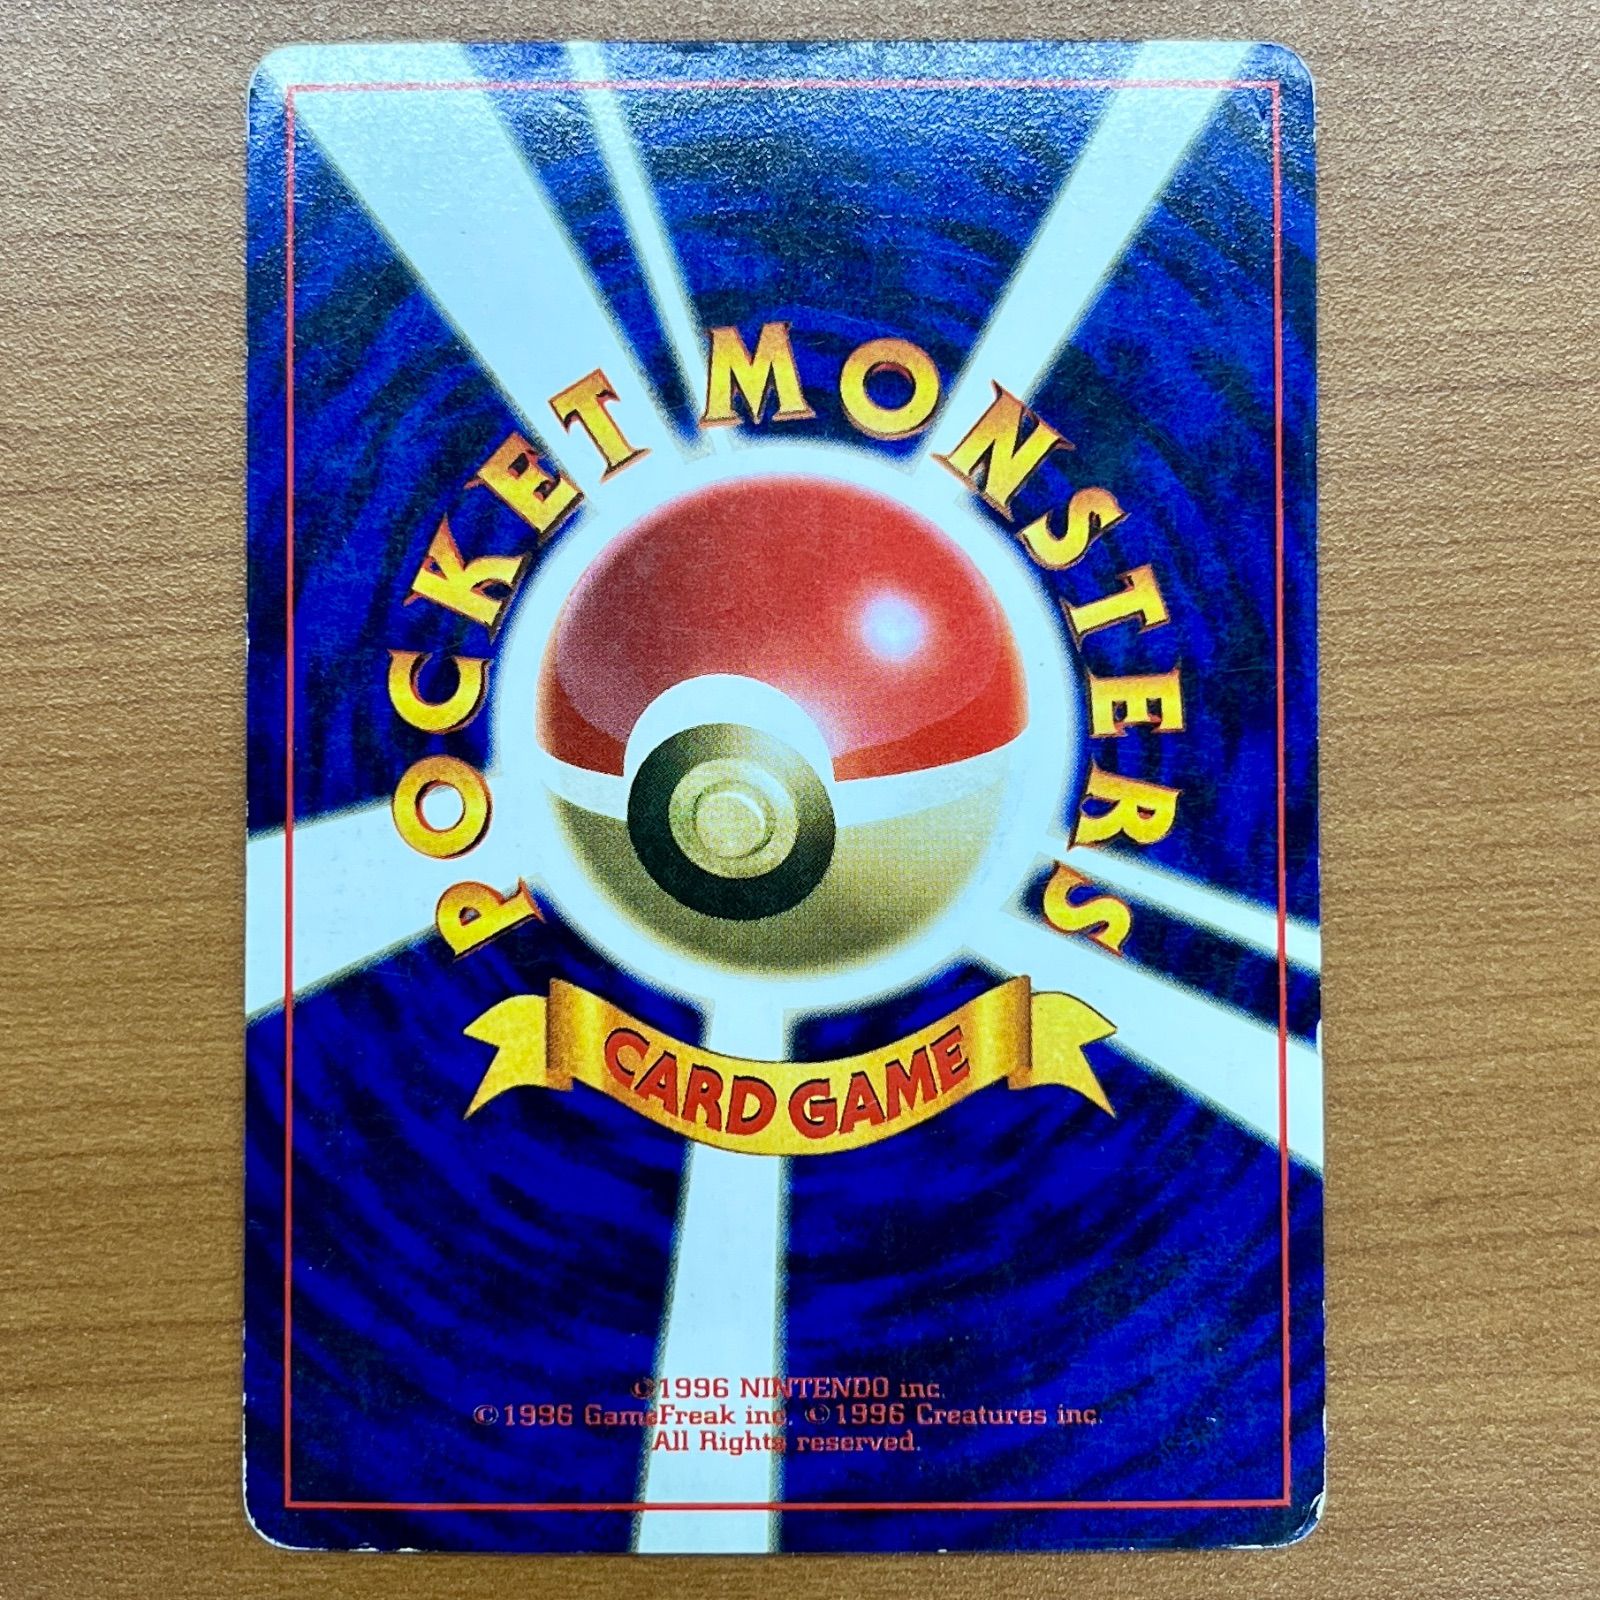 POCKET MONSTERS
CARD GAME
©1996 NINTENDO inc.
©1996 GameFreak inc. ©1996 Creatures inc.
All Rights reserved.